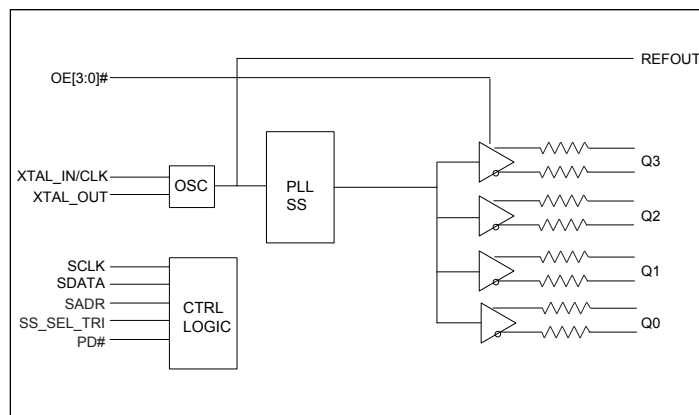 REFOUT
OE[3:0]#
XTAL_IN/CLK
XTAL_OUT
OSC
PLL
SS
Q3
Q2
Q1
Q0
SCLK
SDATA
SADR
SS_SEL_TRI
PD#
CTRL
LOGIC